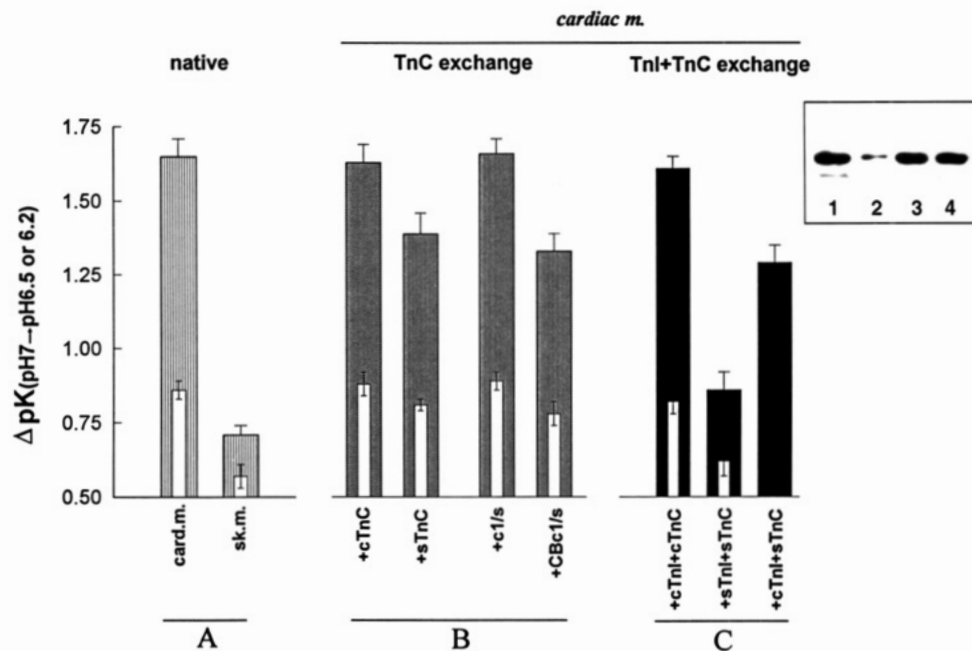 cardiac m.
native
TnC exchange
TnI+TnC exchange
1.75
1.50
1.25
1.00
0.75
0.50
ΔpK(pH7→pH6.5 or 6.2)
1 2 3 4
card.m.
sk.m.
+cTnC
+sTnC
+c1/s
+CBc1/s
+cTnI+cTnC
+sTnI+sTnC
+cTnI+sTnC
A
B
C